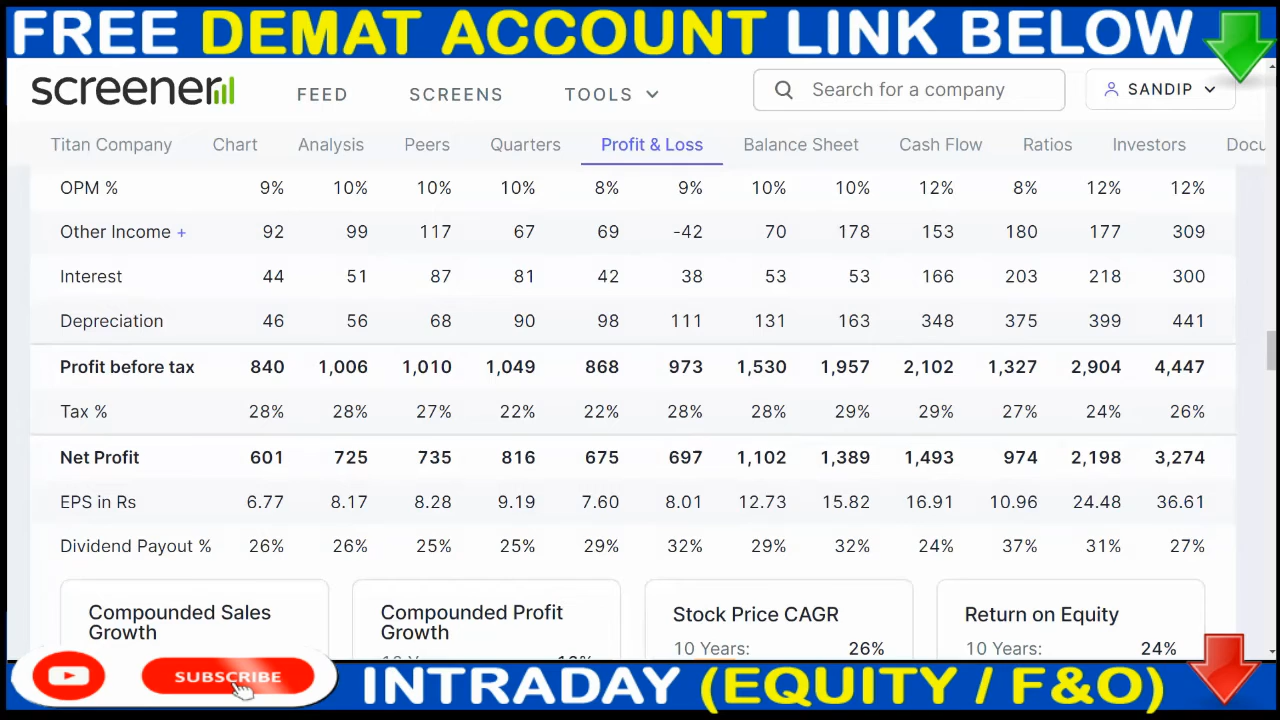 FREE DEMAT ACCOUNT LINK BELOW
screener
FEED SCREENS TOOLS Search for a company SANDIP
Titan Company Chart Analysis Peers Quarters Profit & Loss Balance Sheet Cash Flow Ratios Investors Docu
OPM % 9% 10% 10% 10% 8% 9% 10% 10% 12% 8% 12% 12%
Other Income + 92 99 117 67 69 -42 70 178 153 180 177 309
Interest 44 51 87 81 42 38 53 53 166 203 218 300
Depreciation 46 56 68 90 98 111 131 163 348 375 399 441
Profit before tax 840 1,006 1,010 1,049 868 973 1,530 1,957 2,102 1,327 2,904 4,447
Tax % 28% 28% 27% 22% 22% 28% 28% 29% 29% 27% 24% 26%
Net Profit 601 725 735 816 675 697 1,102 1,389 1,493 974 2,198 3,274
EPS in Rs 6.77 8.17 8.28 9.19 7.60 8.01 12.73 15.82 16.91 10.96 24.48 36.61
Dividend Payout % 26% 26% 25% 25% 29% 32% 29% 32% 24% 37% 31% 27%
Compounded Sales
Growth
Compounded Profit
Growth
Stock Price CAGR
10 Years: 26%
Return on Equity
10 Years: 24%
SUBSCRIBE
INTRADAY (EQUITY / F&O)